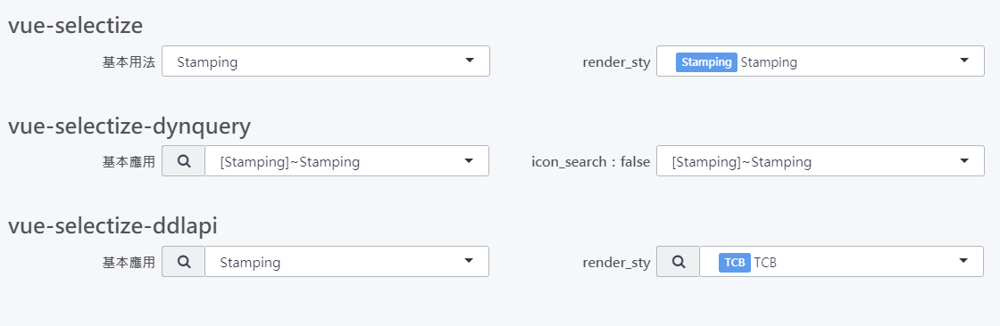 vue-selectize
基本用法 Stamping render_sty Stamping Stamping
vue-selectize-dynquery
基本應用 [Stamping]~Stamping icon_search：false [Stamping]~Stamping
vue-selectize-ddlapi
基本應用 Stamping render_sty TCB TCB